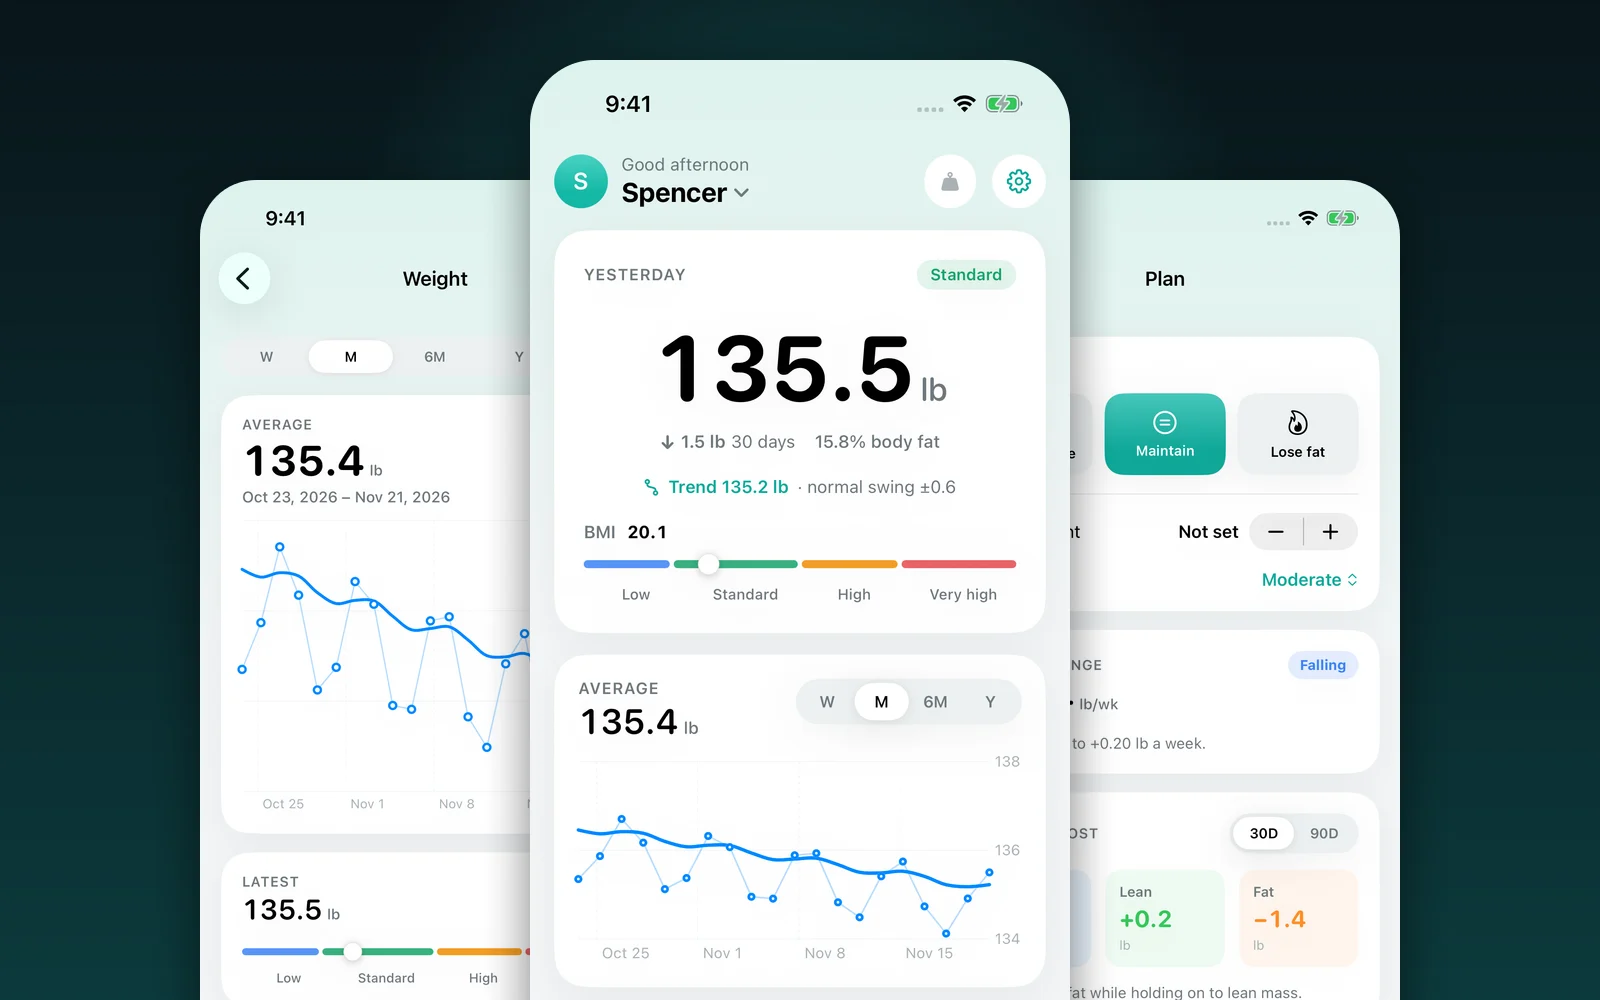 9:41
Weight
W M 6M Y
AVERAGE
135.4 lb
Oct 23, 2026 – Nov 21, 2026
Oct 25 Nov 1 Nov 8
LATEST
135.5 lb
Low Standard High
9:41
S
Good afternoon
Spencer
YESTERDAY
Standard
135.5 lb
1.5 lb 30 days 15.8% body fat
Trend 135.2 lb · normal swing ±0.6
BMI 20.1
Low Standard High Very high
AVERAGE
135.4 lb
W M 6M Y
138
136
134
Oct 25 Nov 1 Nov 8 Nov 15
Plan
Maintain
Lose fat
Not set − +
Moderate
Falling
lb/wk
to +0.20 lb a week.
30D 90D
Lean
+0.2
lb
Fat
−1.4
lb
fat while holding on to lean mass.